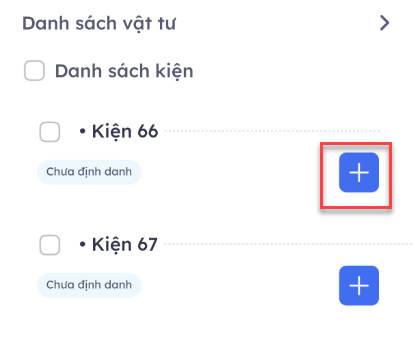 Danh sách vật tư
Danh sách kiện
• Kiện 66
Chưa định danh
• Kiện 67
Chưa định danh